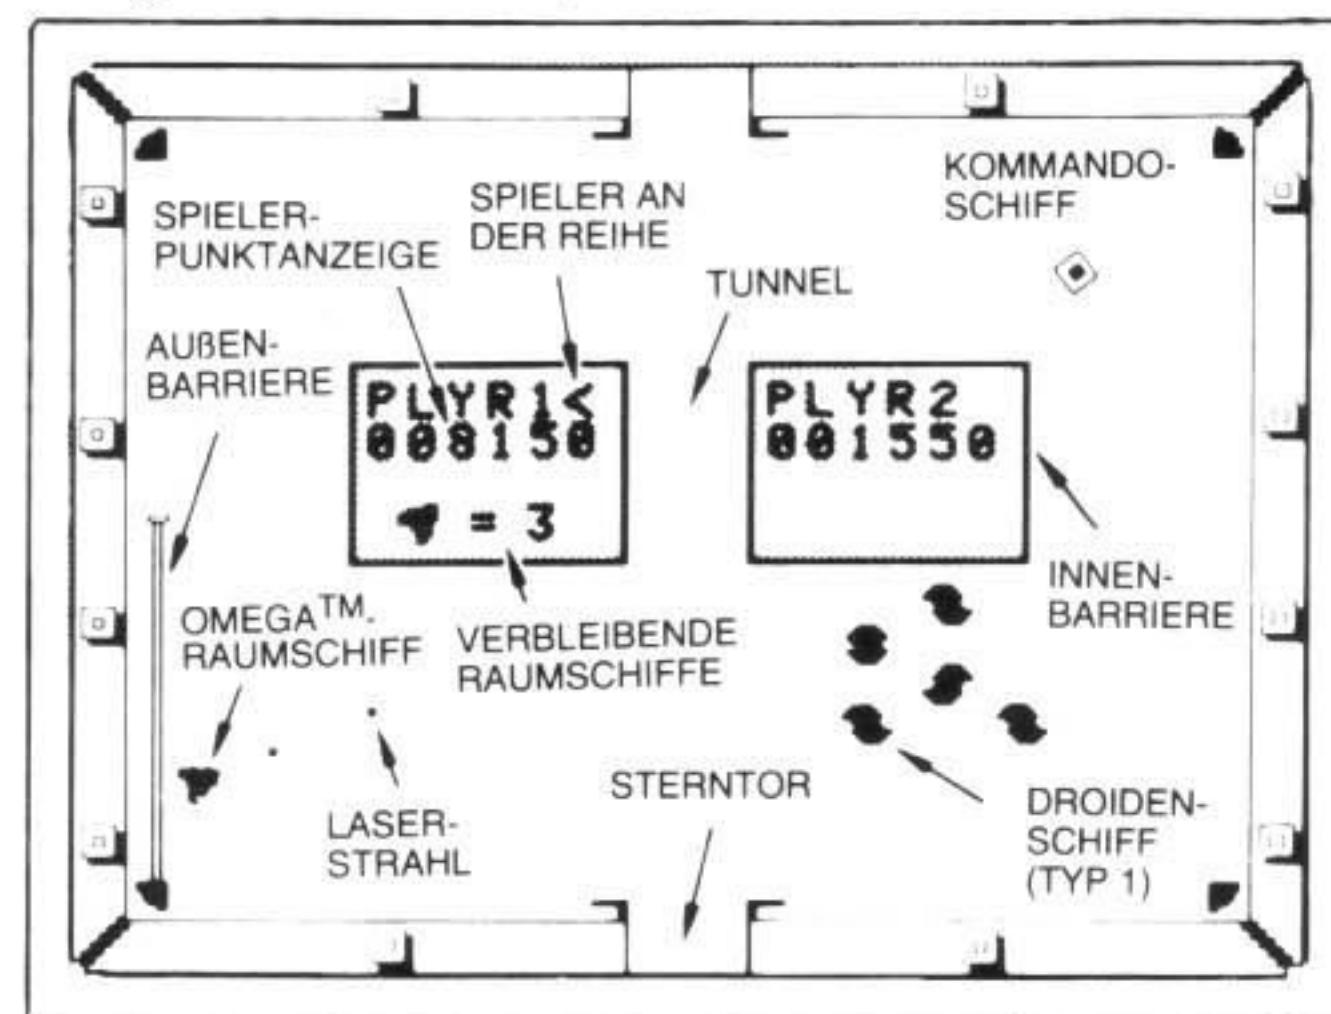 KOMMANDO-
SCHIFF
SPIELER AN
DER REIHE
SPIELER-
PUNKTANZEIGE
TUNNEL
AUßEN-
BARRIERE
PLYR1<
008150
= 3
PLYR2
001550
INNEN-
BARRIERE
OMEGA™-
RAUMSCHIFF
VERBLEIBENDE
RAUMSCHIFFE
STERNTOR
LASER-
STRAHL
DROIDEN-
SCHIFF
(TYP 1)